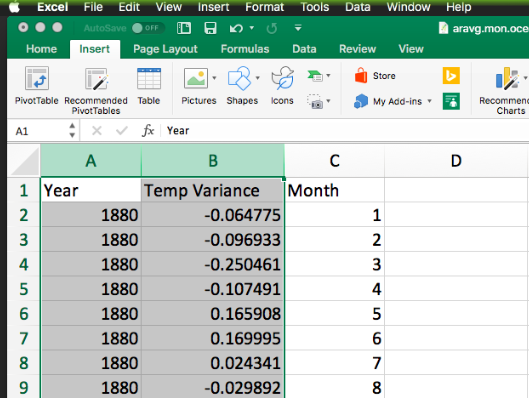 Excel File Edit View Insert Format Tools Data Window Help
AutoSave OFF aravg.mon.oce
Home Insert Page Layout Formulas Data Review View
PivotTable Recommended PivotTables Table Pictures Shapes Icons Store My Add-ins Recommen Charts
A1 fx Year
A B C D
1 Year Temp Variance Month
2 1880 -0.064775 1
3 1880 -0.096933 2
4 1880 -0.250461 3
5 1880 -0.107491 4
6 1880 0.165908 5
7 1880 0.169995 6
8 1880 0.024341 7
9 1880 -0.029892 8